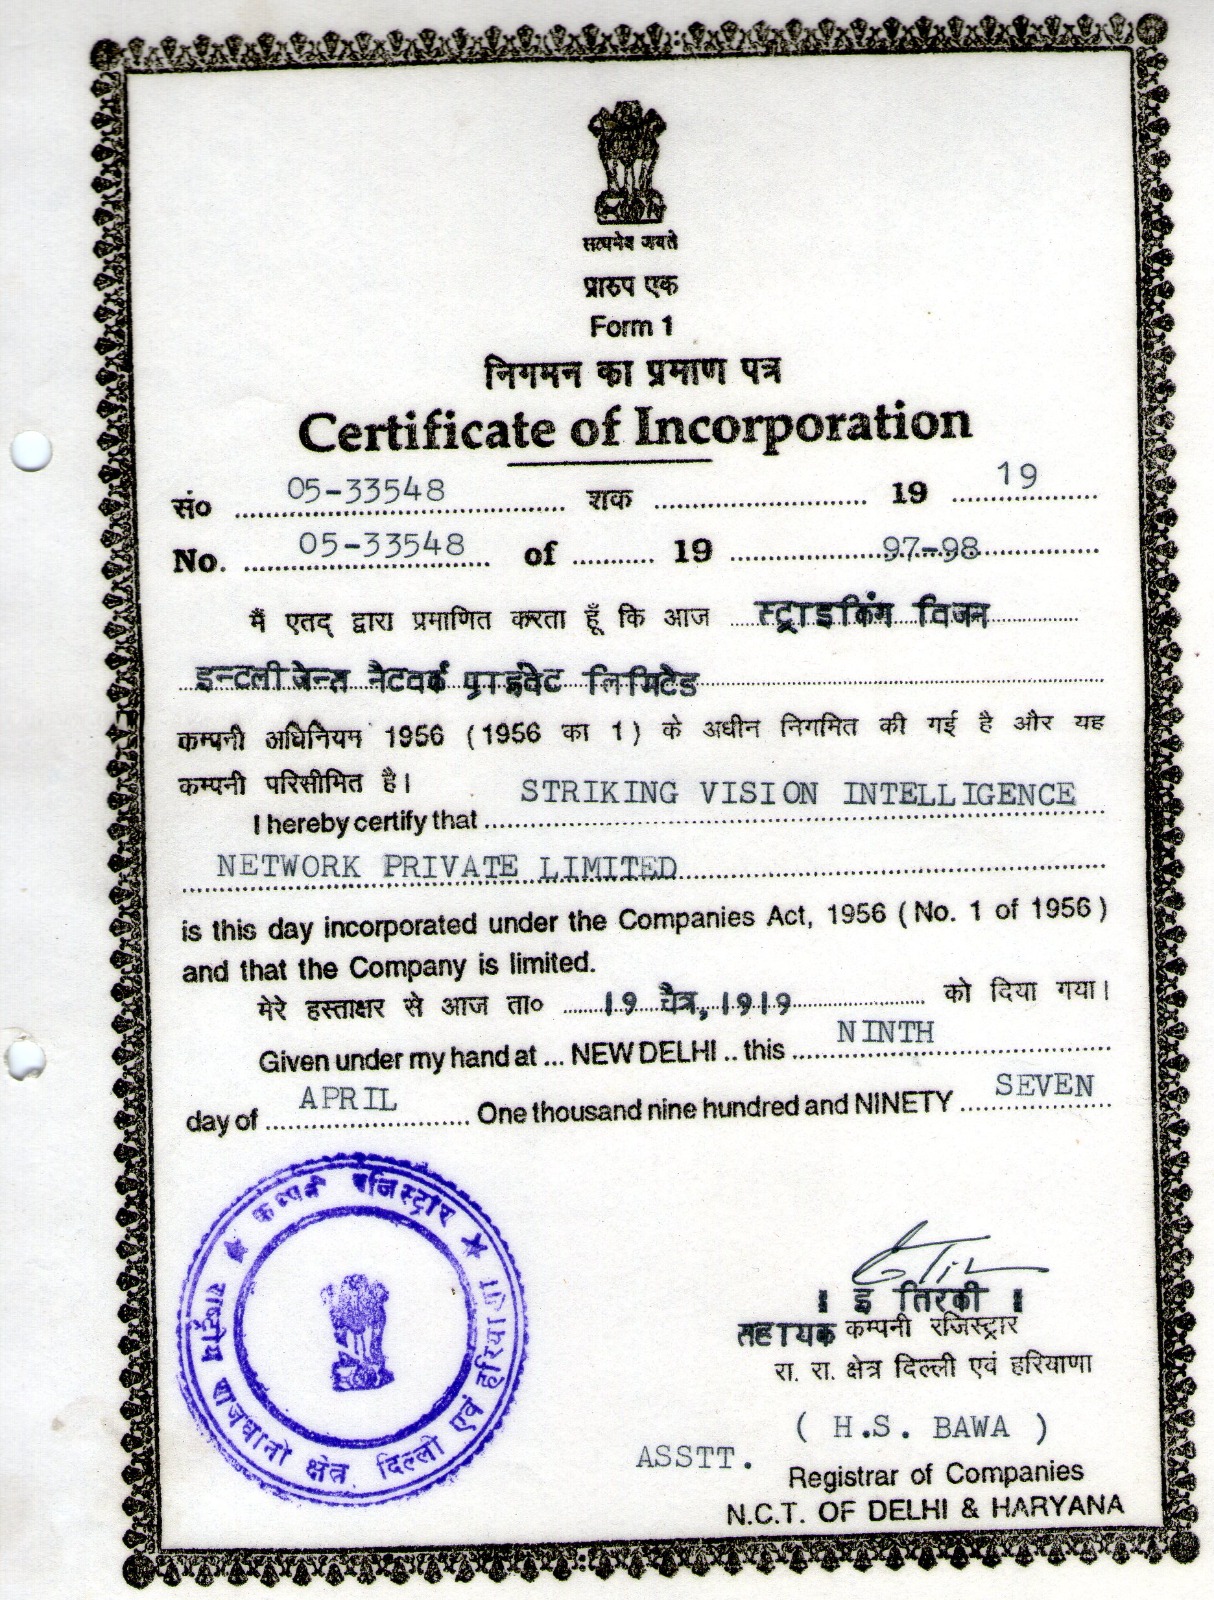 सत्यमेव जयते
प्रारुप एक
Form 1
निगमन का प्रमाण पत्र
Certificate of Incorporation
सं० 05-33548 शक 19 19
No. 05-33548 of 19 97-98
मैं एतद् द्वारा प्रमाणित करता हूँ कि आज स्ट्राइकिंग विजन
इन्टलीजेन्त नैटवर्क प्राईवेट लिमिटेड
कम्पनी अधिनियम 1956 (1956 का 1) के अधीन निगमित की गई है और यह
कम्पनी परिसीमित है।
I hereby certify that STRIKING VISION INTELLIGENCE
NETWORK PRIVATE LIMITED
is this day incorporated under the Companies Act, 1956 (No. 1 of 1956)
and that the Company is limited.
मेरे हस्ताक्षर से आज ता० 19 चैत्र, 1919 को दिया गया।
Given under my hand at ... NEW DELHI .. this NINTH
day of APRIL One thousand nine hundred and NINETY SEVEN
कम्पनी रजिस्ट्रार
राष्ट्रीय राजधानी क्षेत्र, दिल्ली एवं हरियाणा
इ तिरकी
सहायक कम्पनी रजिस्ट्रार
रा. रा. क्षेत्र दिल्ली एवं हरियाणा
( H.S. BAWA )
ASSTT. Registrar of Companies
N.C.T. OF DELHI & HARYANA